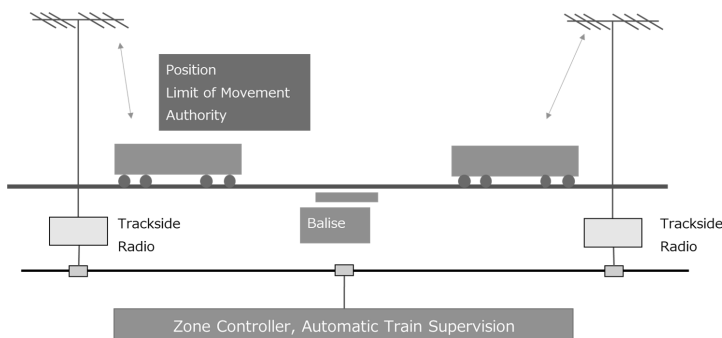 Position
Limit of Movement
Authority
Balise
Trackside
Radio
Trackside
Radio
Zone Controller, Automatic Train Supervision